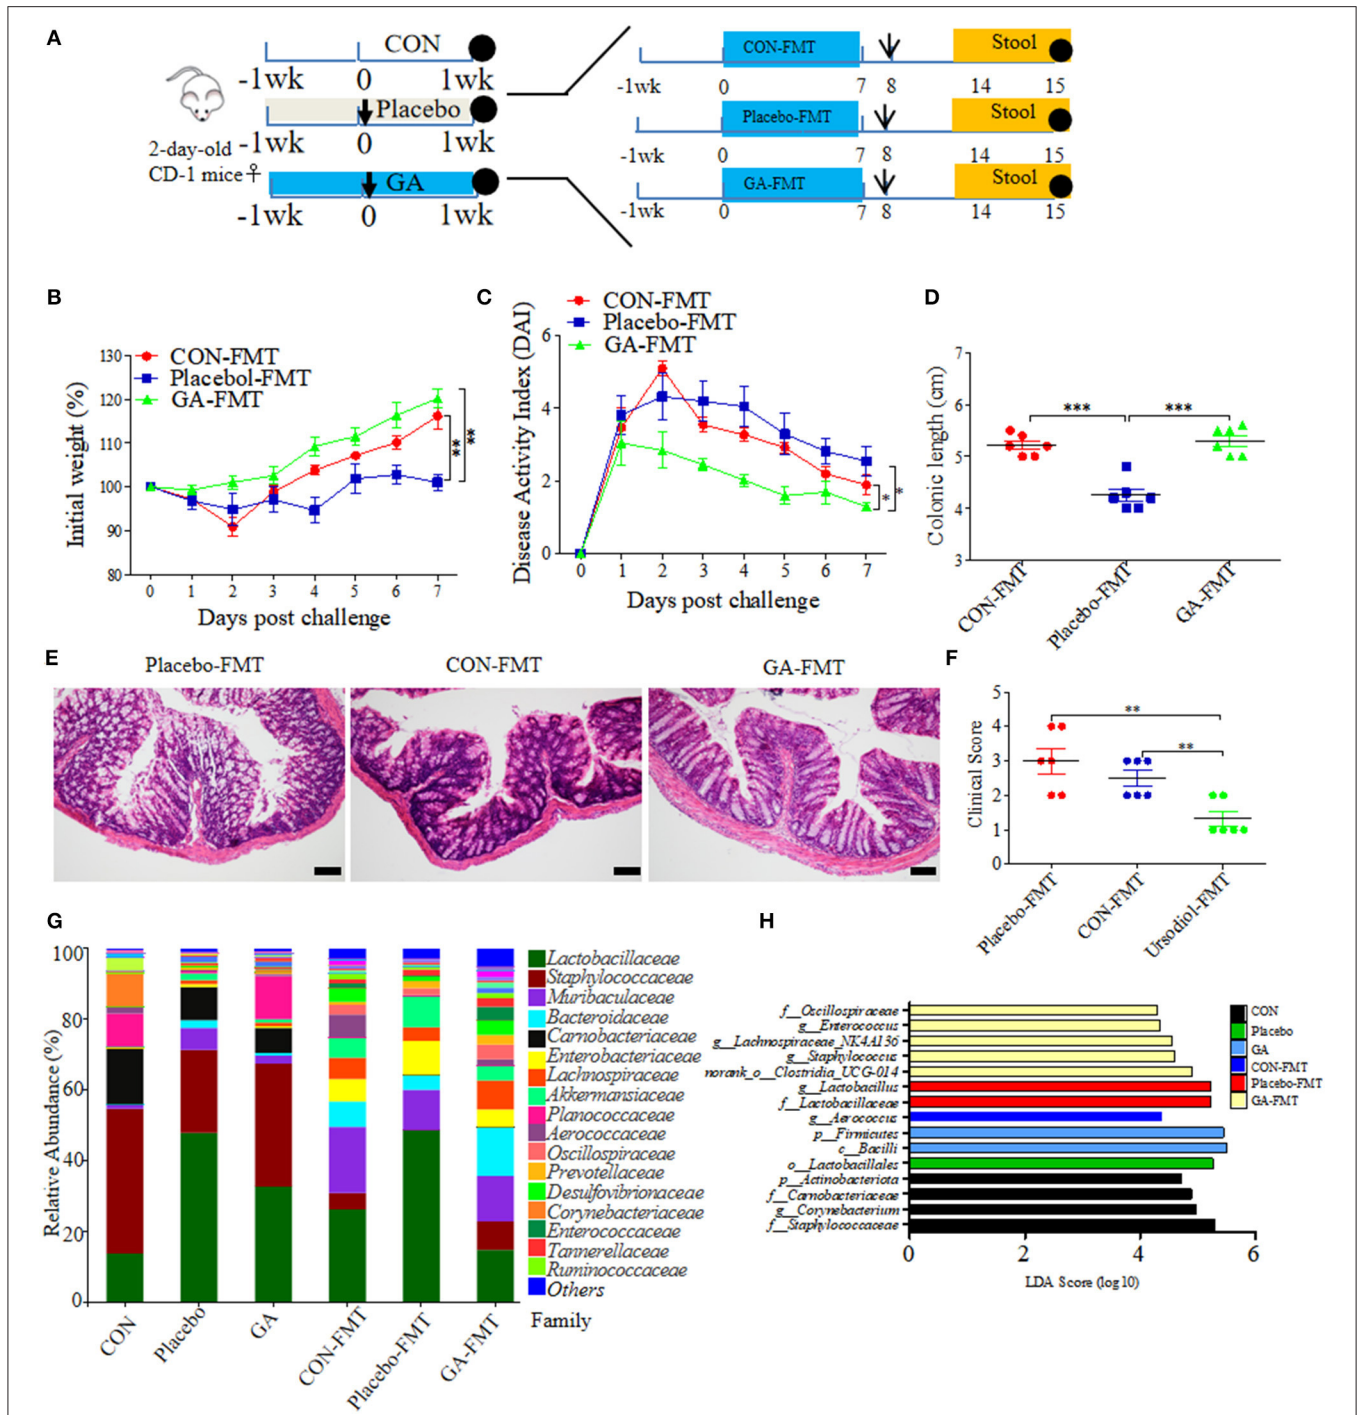 A
CON
-1wk 0 1wk
Placebo
-1wk 0 1wk
2-day-old
CD-1 mice
GA
-1wk 0 1wk
CON-FMT
Stool
-1wk 0 7 8 14 15
Placebo-FMT
Stool
-1wk 0 7 8 14 15
GA-FMT
Stool
-1wk 0 7 8 14 15
B
CON-FMT
Placebol-FMT
GA-FMT
Initial weight (%)
130
120
110
100
90
80
0 1 2 3 4 5 6 7
Days post challenge
**
**
C
CON-FMT
Placebo-FMT
GA-FMT
Disease Activity Index (DAI)
6
4
2
0
0 1 2 3 4 5 6 7
Days post challenge
*
*
D
Colonic length (cm)
7
6
5
4
3
*** ***
CON-FMT
Placebo-FMT
GA-FMT
E
Placebo-FMT CON-FMT GA-FMT
F
Clinical Score
5
4
3
2
1
0
**
**
Placebo-FMT
CON-FMT
Ursodiol-FMT
G
Relative Abundance (%)
100
80
60
40
20
0
CON
Placebo
GA
CON-FMT
Placebo-FMT
GA-FMT
Lactobacillaceae
Staphylococcaceae
Muribaculaceae
Bacteroidaceae
Carnobacteriaceae
Enterobacteriaceae
Lachnospiraceae
Akkermansiaceae
Planococcaceae
Aerococcaceae
Oscillospiraceae
Prevotellaceae
Desulfovibrionaceae
Corynebacteriaceae
Enterococcaceae
Tannerellaceae
Ruminococcaceae
Others
Family
H
f__Oscillospiraceae
g__Enterococcus
g__Lachnospiraceae_NK4A136
g__Staphylococcus
norank_o__Clostridia_UCG-014
g__Lactobacillus
f__Lactobacillaceae
g__Aerococcus
p__Firmicutes
c__Bacilli
o__Lactobacillales
p__Actinobacteriota
f__Carnobacteriaceae
g__Corynebacterium
f__Staphylococcaceae
0 2 4 6
LDA Score (log10)
CON
Placebo
GA
CON-FMT
Placebo-FMT
GA-FMT